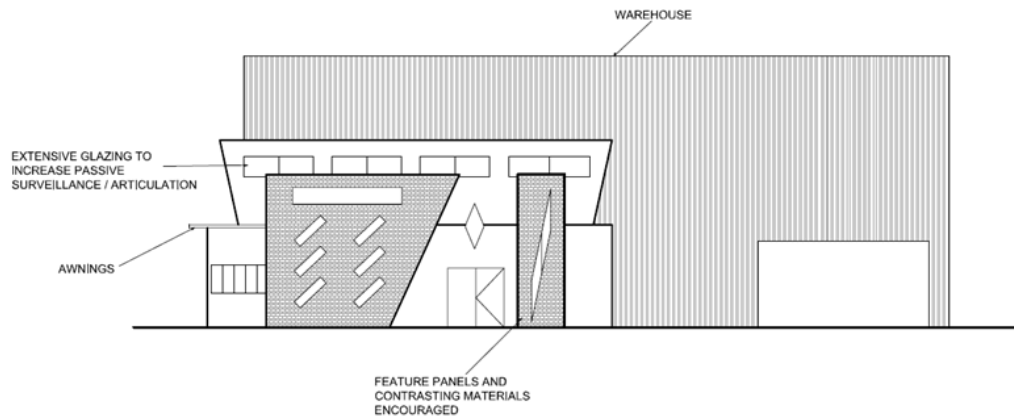 WAREHOUSE
EXTENSIVE GLAZING TO
INCREASE PASSIVE
SURVEILLANCE / ARTICULATION
AWNINGS
FEATURE PANELS AND
CONTRASTING MATERIALS
ENCOURAGED